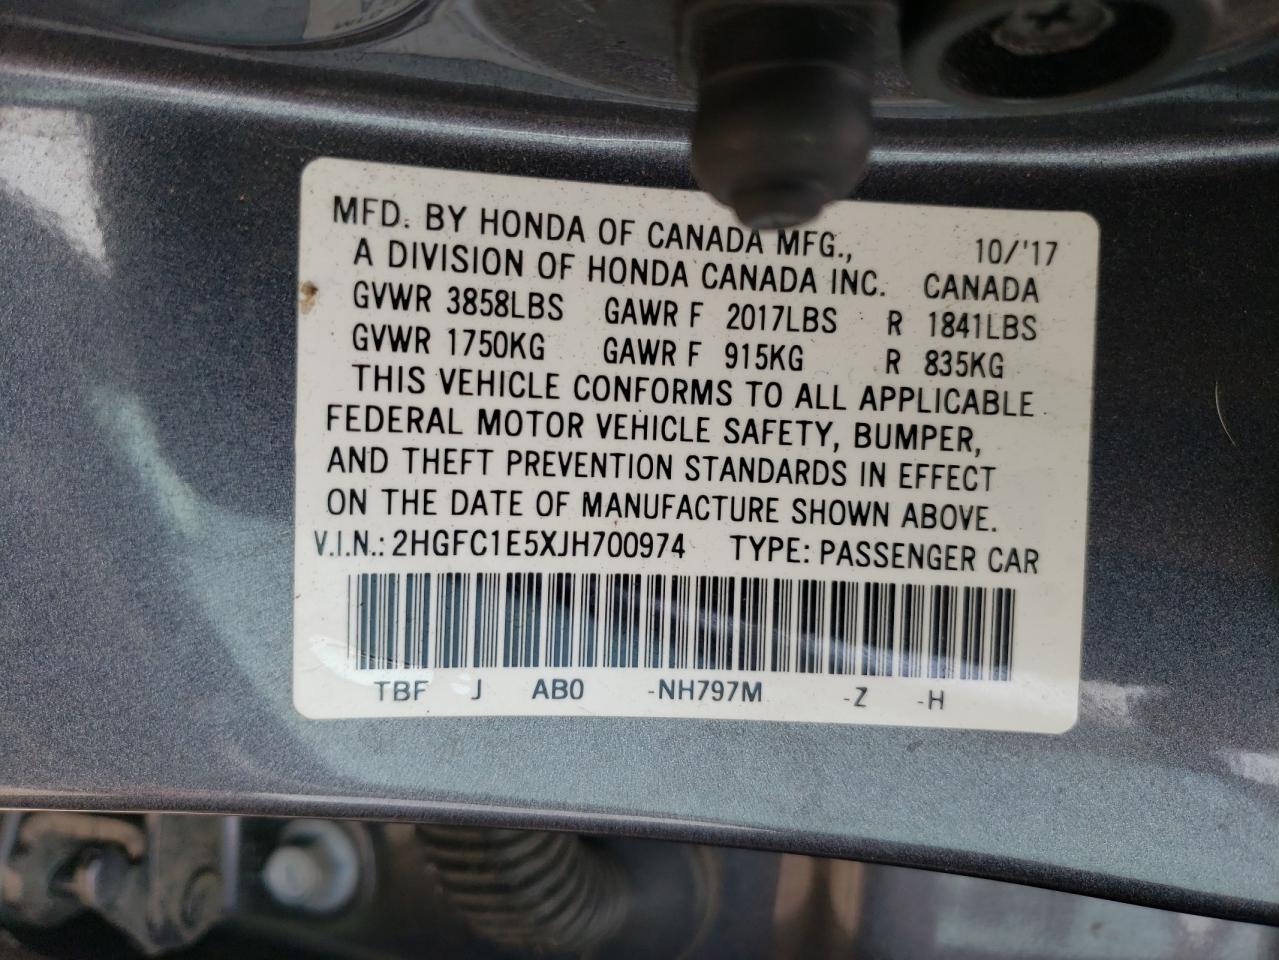 MFD. BY HONDA OF CANADA MFG., 10/'17
A DIVISION OF HONDA CANADA INC. CANADA
GVWR 3858LBS GAWR F 2017LBS R 1841LBS
GVWR 1750KG GAWR F 915KG R 835KG
THIS VEHICLE CONFORMS TO ALL APPLICABLE
FEDERAL MOTOR VEHICLE SAFETY, BUMPER,
AND THEFT PREVENTION STANDARDS IN EFFECT
ON THE DATE OF MANUFACTURE SHOWN ABOVE.
V.I.N.: 2HGFC1E5XJH700974 TYPE: PASSENGER CAR
TBF J AB0 -NH797M -Z -H